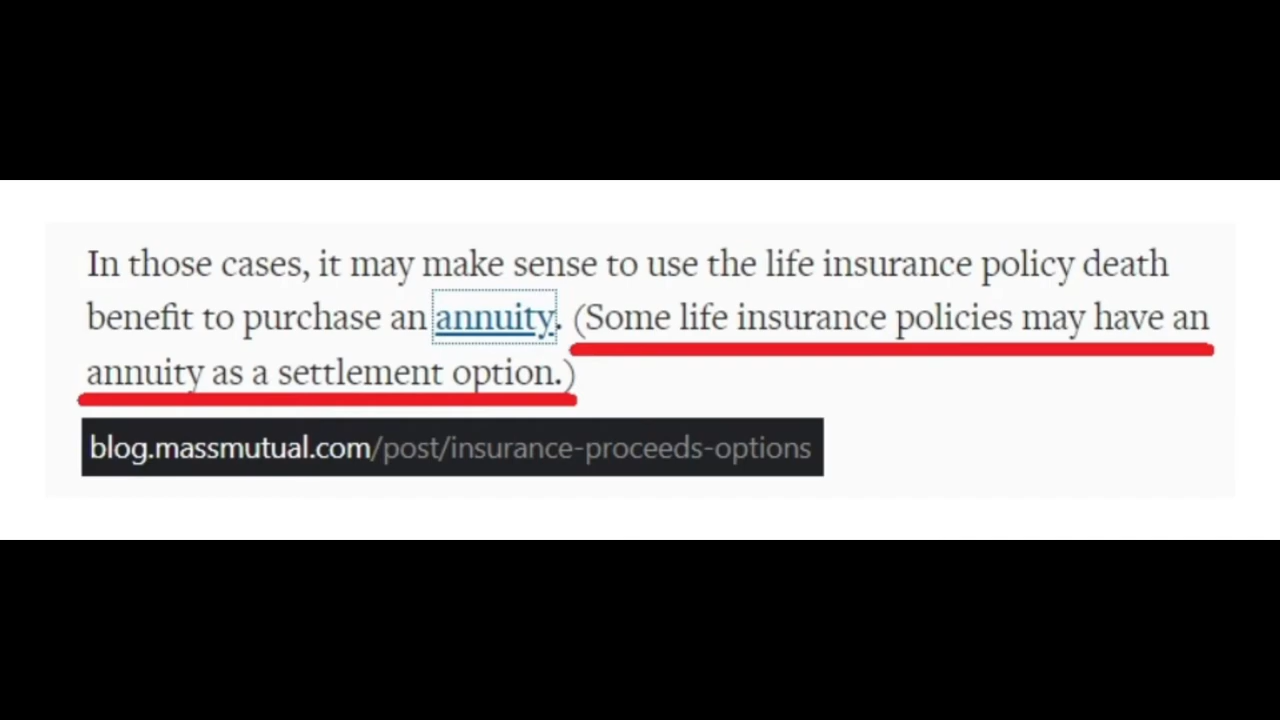 In those cases, it may make sense to use the life insurance policy death
benefit to purchase an annuity. (Some life insurance policies may have an
annuity as a settlement option.)
blog.massmutual.com/post/insurance-proceeds-options